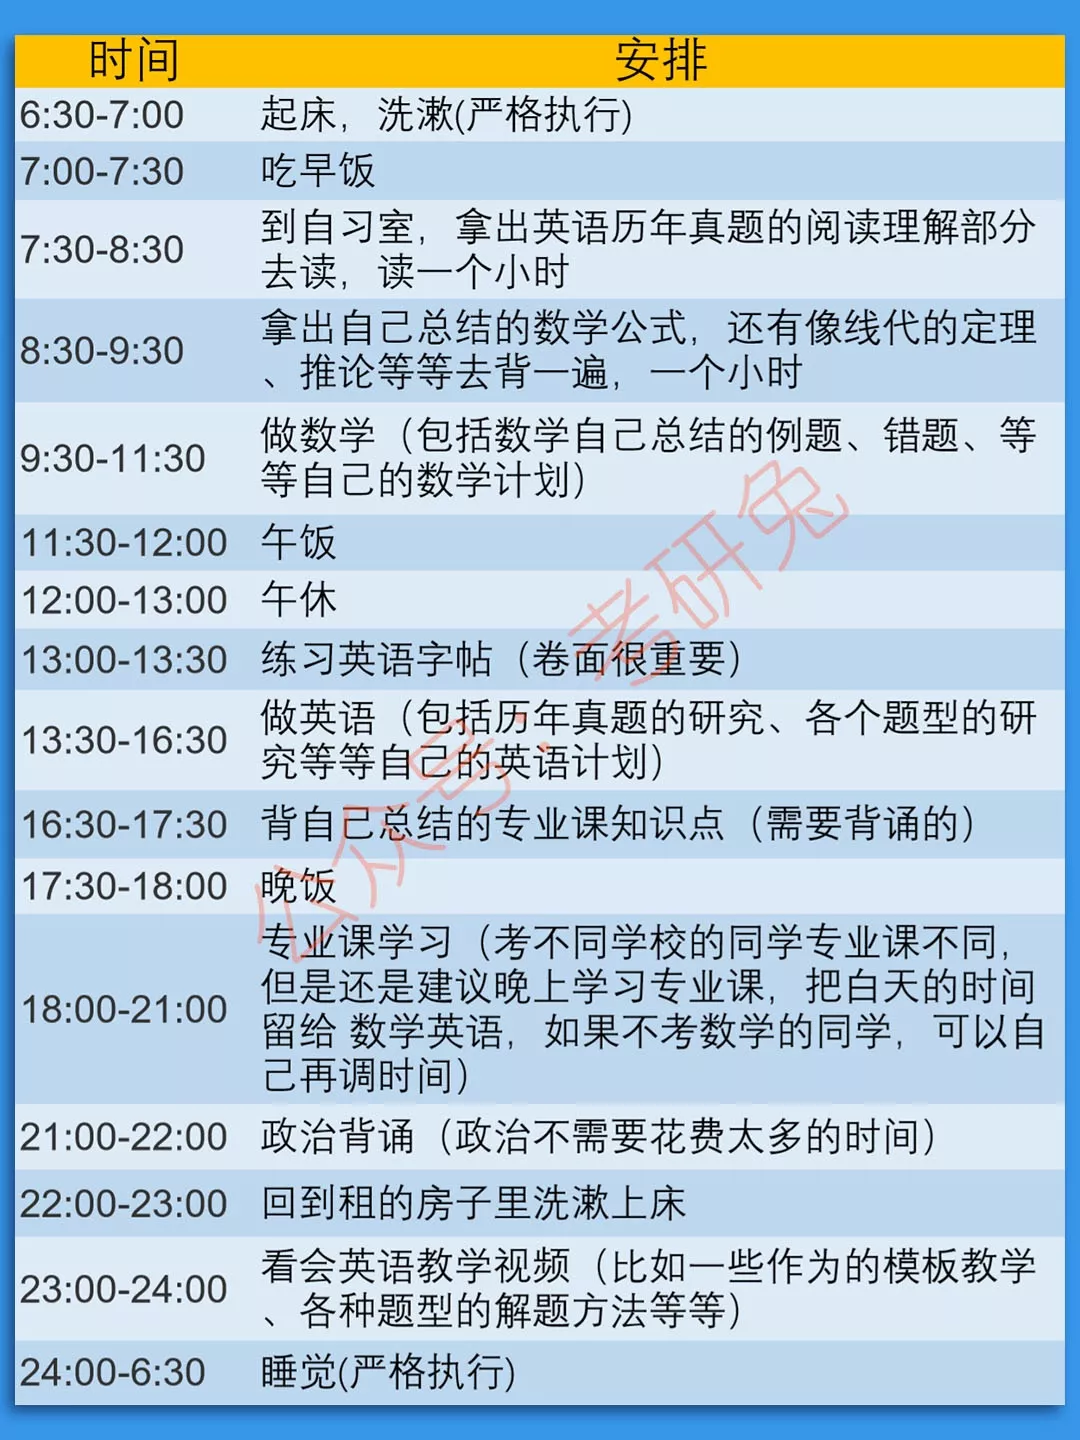 时间 安排
6:30-7:00 起床，洗漱(严格执行)
7:00-7:30 吃早饭
7:30-8:30 到自习室，拿出英语历年真题的阅读理解部分
去读，读一个小时
8:30-9:30 拿出自己总结的数学公式，还有像线代的定理
、推论等等去背一遍，一个小时
9:30-11:30 做数学（包括数学自己总结的例题、错题、等
等自己的数学计划）
11:30-12:00 午饭
12:00-13:00 午休
13:00-13:30 练习英语字帖（卷面很重要）
13:30-16:30 做英语（包括历年真题的研究、各个题型的研
究等等自己的英语计划）
16:30-17:30 背自己总结的专业课知识点（需要背诵的）
17:30-18:00 晚饭
18:00-21:00 专业课学习（考不同学校的同学专业课不同，
但是还是建议晚上学习专业课，把白天的时间
留给 数学英语，如果不考数学的同学，可以自
己再调时间）
21:00-22:00 政治背诵（政治不需要花费太多的时间）
22:00-23:00 回到租的房子里洗漱上床
23:00-24:00 看会英语教学视频（比如一些作为的模板教学
、各种题型的解题方法等等）
24:00-6:30 睡觉(严格执行)
公众号：考研兔